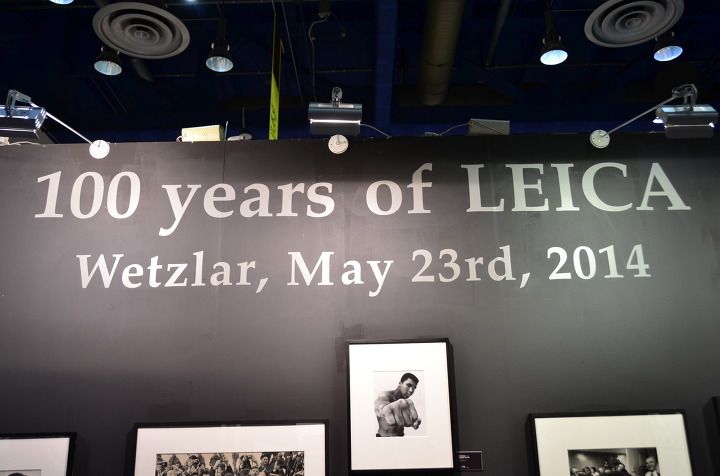 100 years of LEICA
Wetzlar, May 23rd, 2014